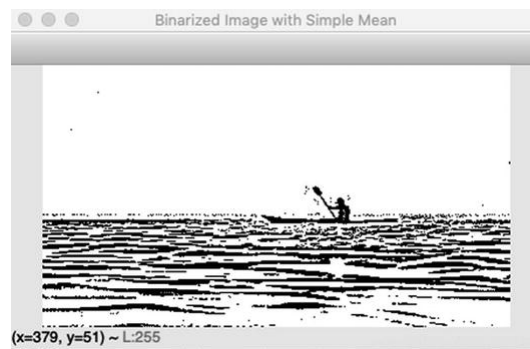 Binarized Image with Simple Mean
(x=379, y=51) ~ L:255